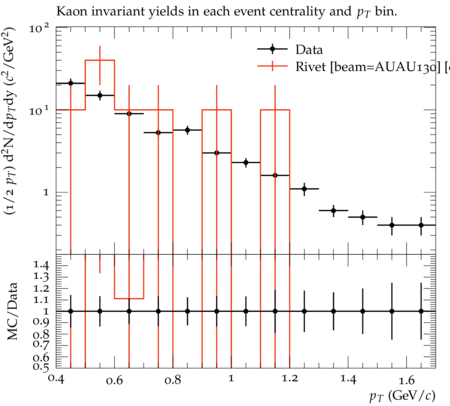 Kaon invariant yields in each event centrality and p_T bin.
10^2
Data
Rivet [beam=AUAU130] [
(1/2 p_T) d^2N/dp_Tdy (c^2/GeV^2)
10^1
1
1.4
1.3
1.2
1.1
1
0.9
0.8
0.7
0.6
0.5
MC/Data
0.4 0.6 0.8 1 1.2 1.4 1.6
p_T (GeV/c)